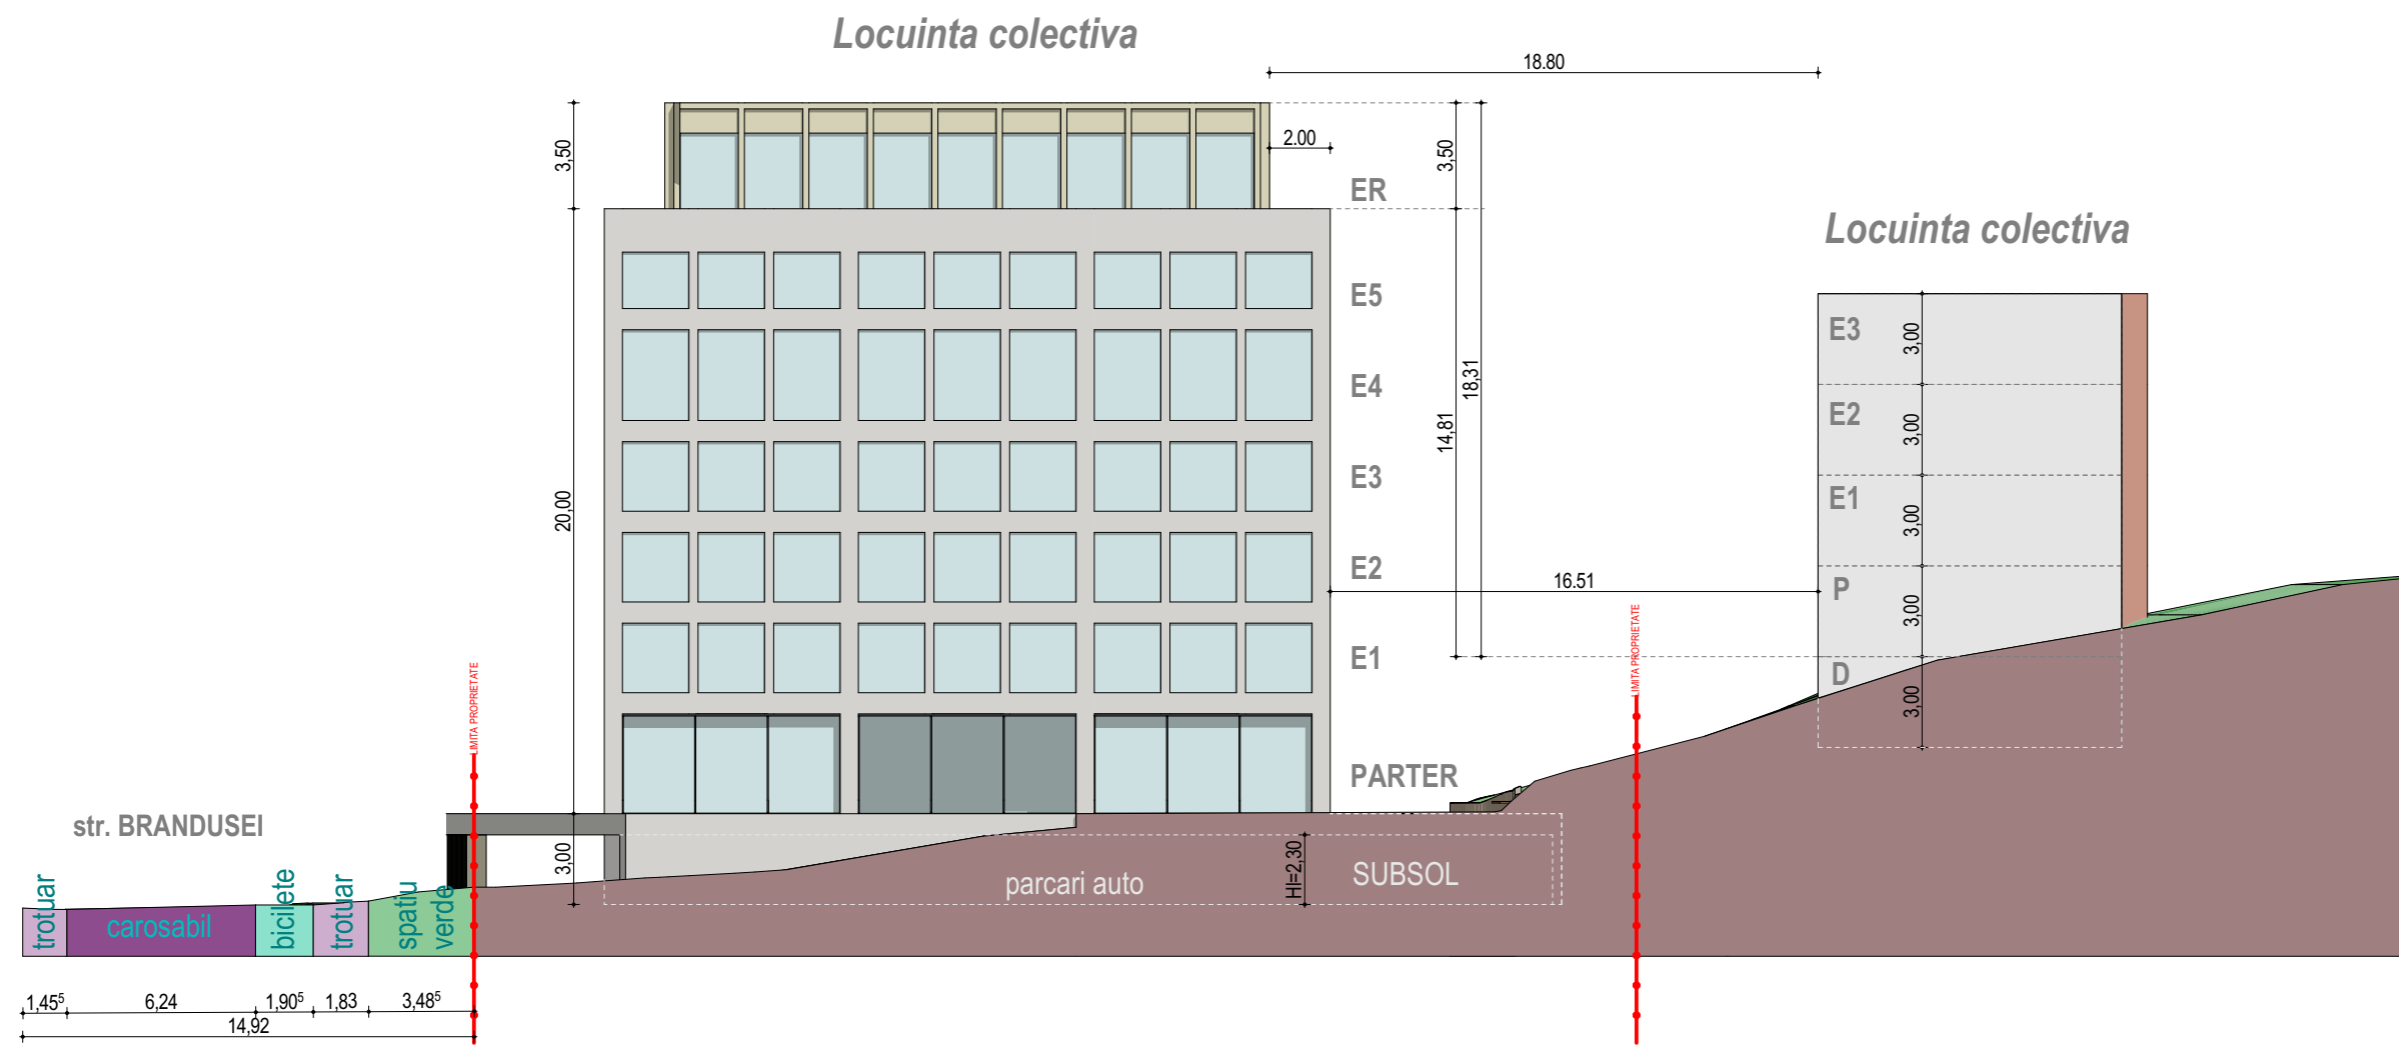 Locuinta colectiva
18.80
3,50
2.00
3,50
ER
Locuinta colectiva
E5
E3
3,00
E4
18,31
14,81
E2
3,00
E3
20,00
E1
3,00
E2
16.51
P
3,00
E1
D
3,00
LIMITA PROPRIETATE
LIMITA PROPRIETATE
PARTER
str. BRANDUSEI
3,00
HI=2,30
SUBSOL
parcari auto
trotuar
carosabil
biciclete
trotuar
spatiu
verde
1,45⁵
6,24
1,90⁵
1,83
3,48⁵
14,92